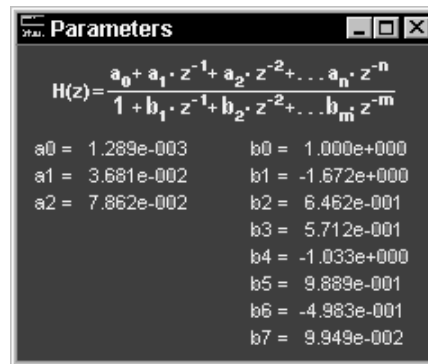 Parameters
H(z)= a₀+ a₁· z⁻¹+ a₂· z⁻²+...aₙ· z⁻ⁿ
1 +b₁· z⁻¹+b₂· z⁻²+...bₘ· z⁻ᵐ
a0 = 1.289e-003 b0 = 1.000e+000
a1 = 3.681e-002 b1 = -1.672e+000
a2 = 7.862e-002 b2 = 6.462e-001
b3 = 5.712e-001
b4 = -1.033e+000
b5 = 9.889e-001
b6 = -4.983e-001
b7 = 9.949e-002